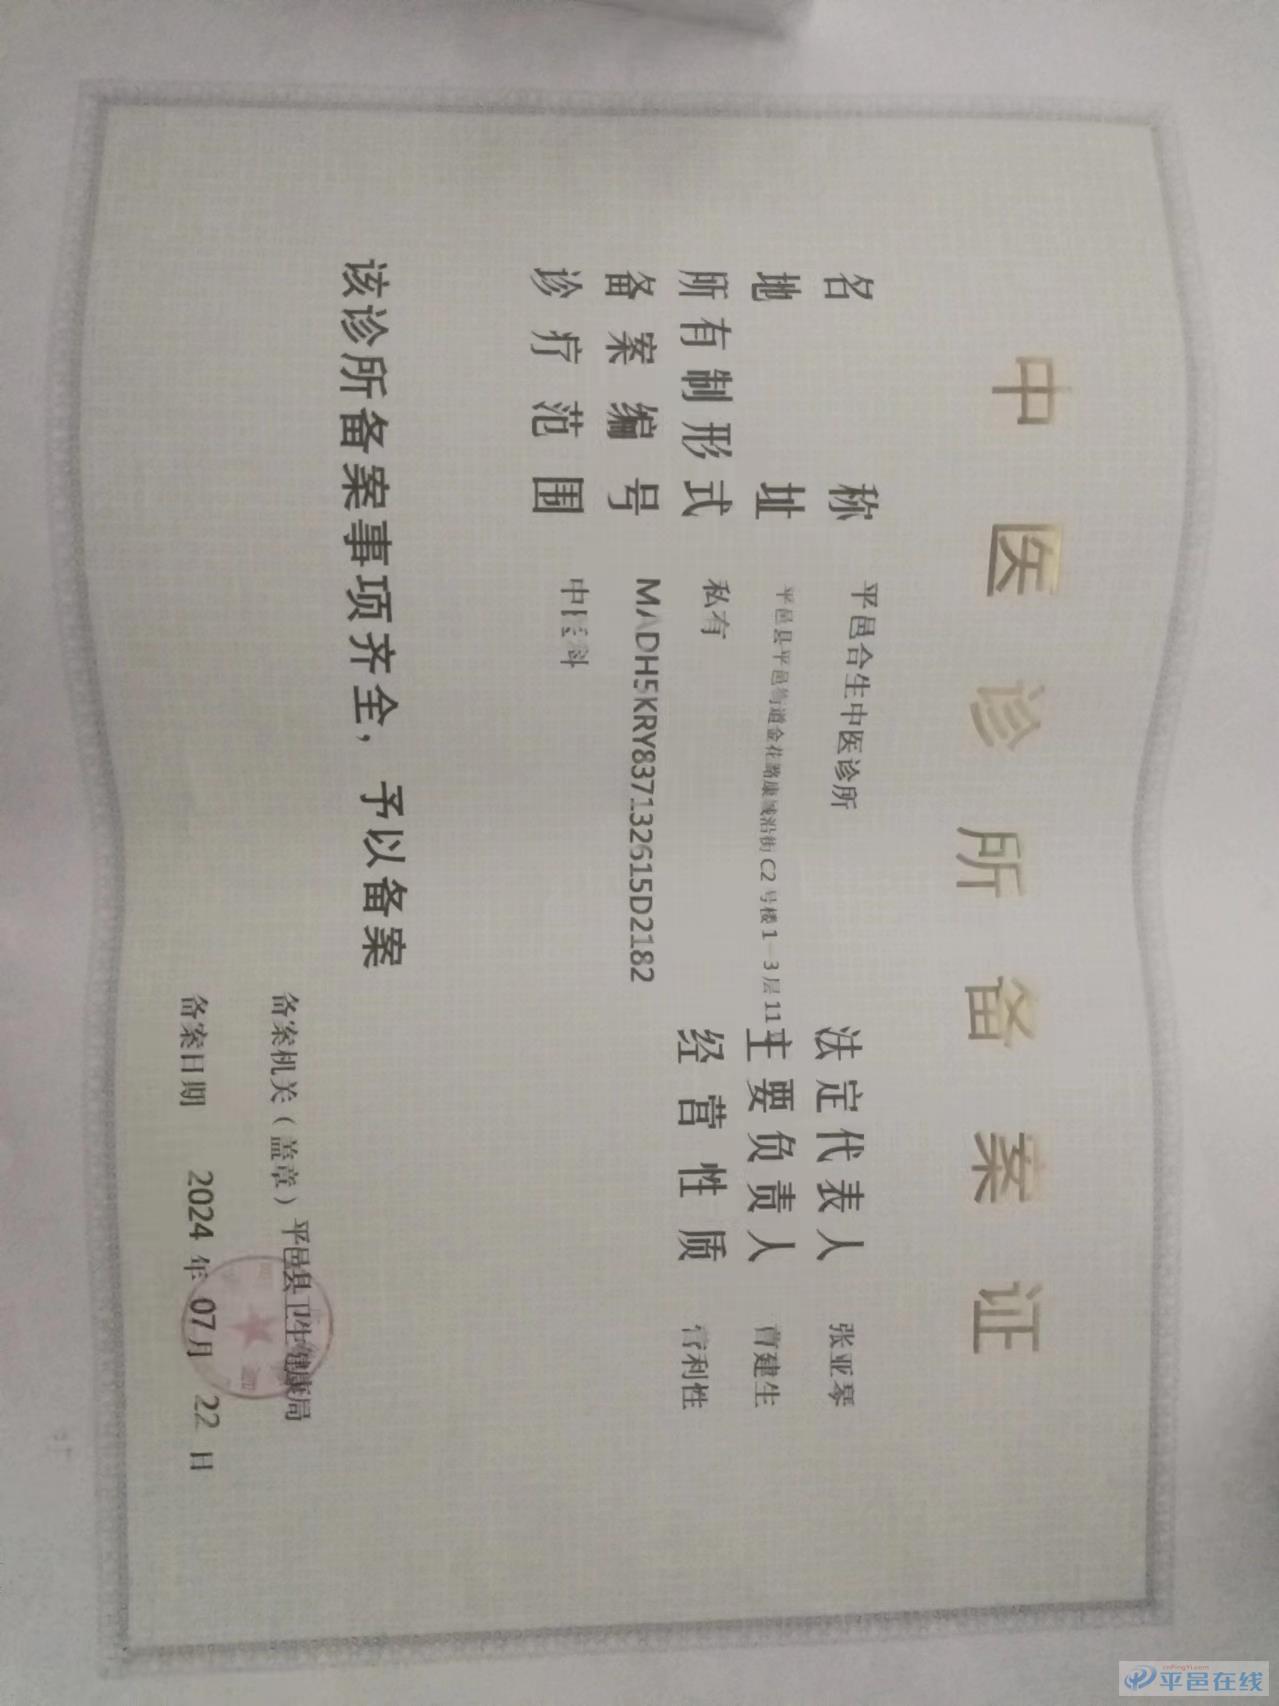 中医诊所备案证
名称 平邑合生中医诊所 法定代表人 张亚琴
地址 平邑县平邑街道金花路康城沿街C2号楼1—3层11 主要负责人 曹建生
所有制形式 私有 经营性质 营利性
备案编号 MADH5KRY837132615D2182
诊疗范围 中医科
该诊所备案事项齐全，予以备案
备案机关（盖章）平邑县卫生健康局
备案日期 2024年07月22日
cnPingYi.com
平邑在线